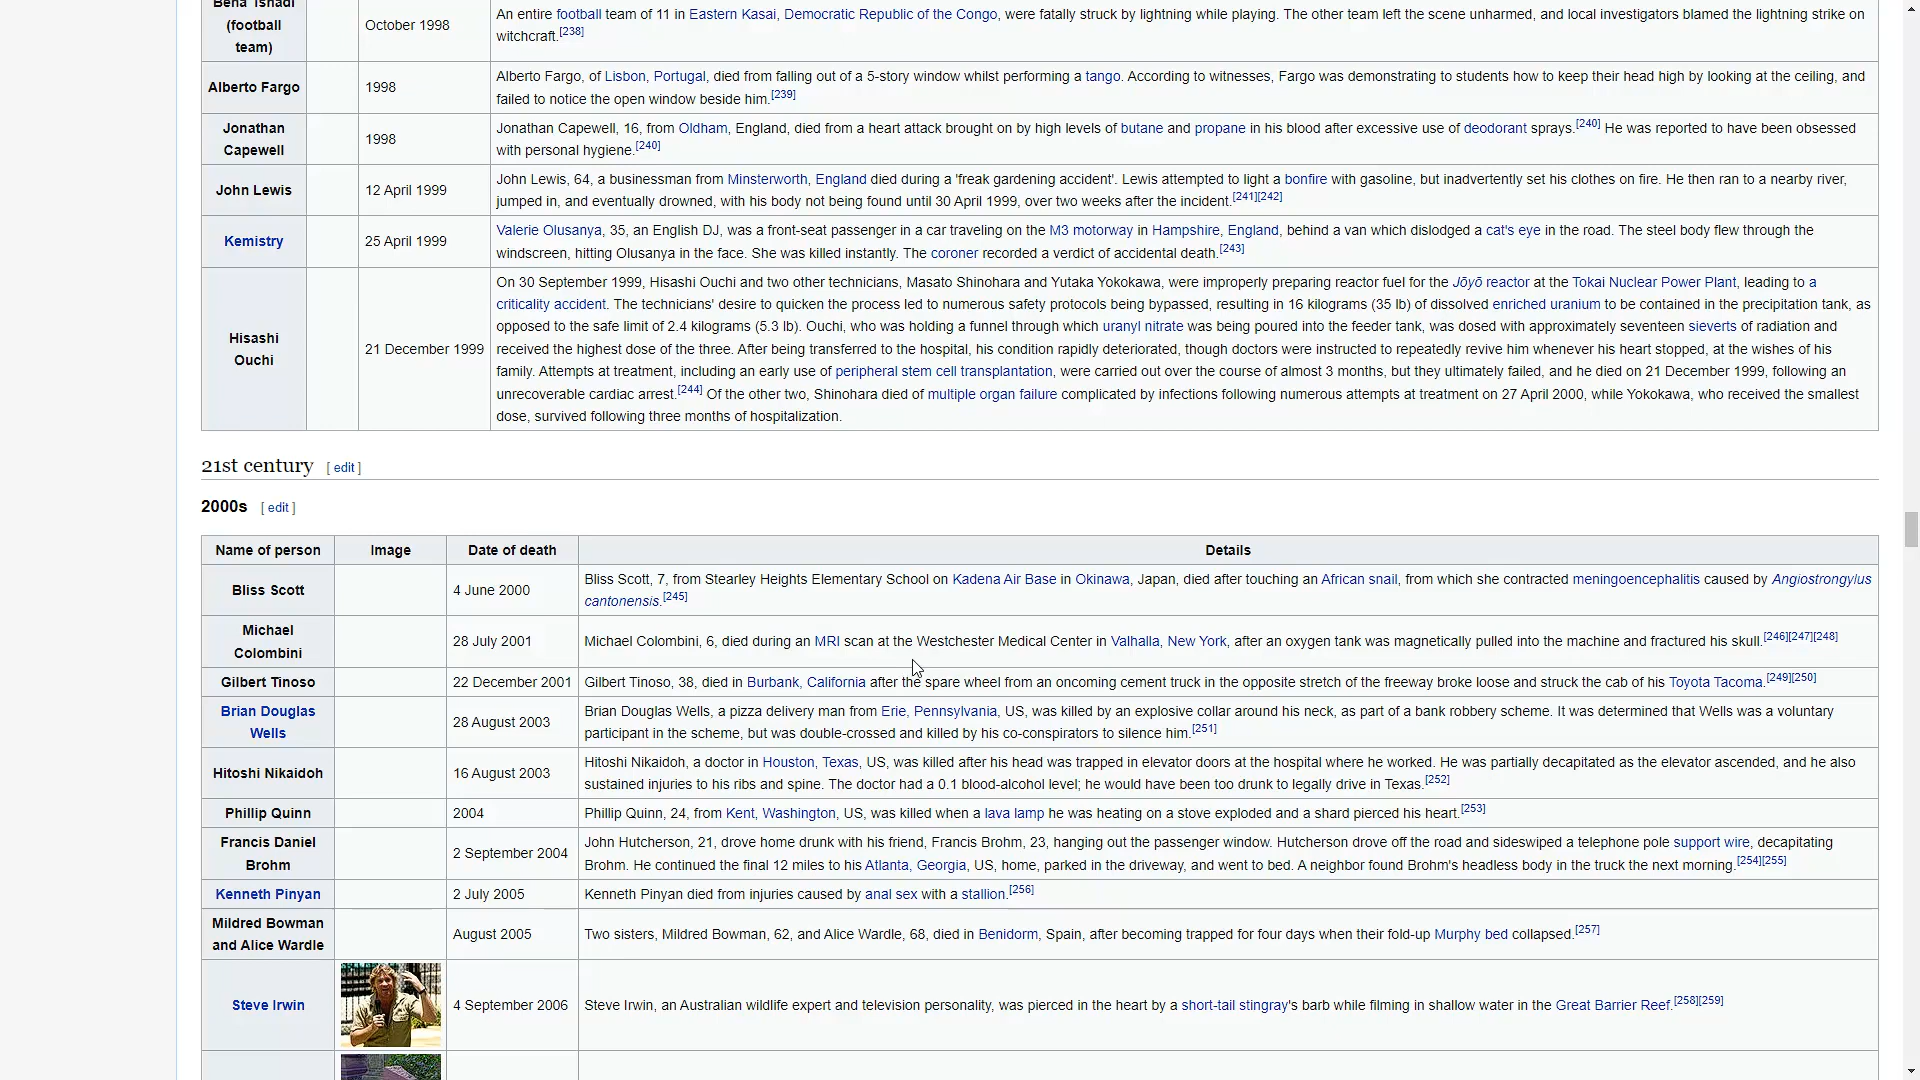 Bena Tshadi
(football
team)
October 1998
An entire football team of 11 in Eastern Kasai, Democratic Republic of the Congo, were fatally struck by lightning while playing. The other team left the scene unharmed, and local investigators blamed the lightning strike on
witchcraft.[238]
Alberto Fargo
1998
Alberto Fargo, of Lisbon, Portugal, died from falling out of a 5-story window whilst performing a tango. According to witnesses, Fargo was demonstrating to students how to keep their head high by looking at the ceiling, and
failed to notice the open window beside him.[239]
Jonathan
Capewell
1998
Jonathan Capewell, 16, from Oldham, England, died from a heart attack brought on by high levels of butane and propane in his blood after excessive use of deodorant sprays.[240] He was reported to have been obsessed
with personal hygiene.[240]
John Lewis
12 April 1999
John Lewis, 64, a businessman from Minsterworth, England died during a 'freak gardening accident'. Lewis attempted to light a bonfire with gasoline, but inadvertently set his clothes on fire. He then ran to a nearby river,
jumped in, and eventually drowned, with his body not being found until 30 April 1999, over two weeks after the incident.[241][242]
Kemistry
25 April 1999
Valerie Olusanya, 35, an English DJ, was a front-seat passenger in a car traveling on the M3 motorway in Hampshire, England, behind a van which dislodged a cat's eye in the road. The steel body flew through the
windscreen, hitting Olusanya in the face. She was killed instantly. The coroner recorded a verdict of accidental death.[243]
Hisashi
Ouchi
21 December 1999
On 30 September 1999, Hisashi Ouchi and two other technicians, Masato Shinohara and Yutaka Yokokawa, were improperly preparing reactor fuel for the Jōyō reactor at the Tokai Nuclear Power Plant, leading to a
criticality accident. The technicians' desire to quicken the process led to numerous safety protocols being bypassed, resulting in 16 kilograms (35 lb) of dissolved enriched uranium to be contained in the precipitation tank, as
opposed to the safe limit of 2.4 kilograms (5.3 lb). Ouchi, who was holding a funnel through which uranyl nitrate was being poured into the feeder tank, was dosed with approximately seventeen sieverts of radiation and
received the highest dose of the three. After being transferred to the hospital, his condition rapidly deteriorated, though doctors were instructed to repeatedly revive him whenever his heart stopped, at the wishes of his
family. Attempts at treatment, including an early use of peripheral stem cell transplantation, were carried out over the course of almost 3 months, but they ultimately failed, and he died on 21 December 1999, following an
unrecoverable cardiac arrest.[244] Of the other two, Shinohara died of multiple organ failure complicated by infections following numerous attempts at treatment on 27 April 2000, while Yokokawa, who received the smallest
dose, survived following three months of hospitalization.
21st century [ edit ]
2000s [ edit ]
Name of person Image Date of death Details
Bliss Scott
4 June 2000
Bliss Scott, 7, from Stearley Heights Elementary School on Kadena Air Base in Okinawa, Japan, died after touching an African snail, from which she contracted meningoencephalitis caused by Angiostrongylus
cantonensis.[245]
Michael
Colombini
28 July 2001
Michael Colombini, 6, died during an MRI scan at the Westchester Medical Center in Valhalla, New York, after an oxygen tank was magnetically pulled into the machine and fractured his skull.[246][247][248]
Gilbert Tinoso
22 December 2001
Gilbert Tinoso, 38, died in Burbank, California after the spare wheel from an oncoming cement truck in the opposite stretch of the freeway broke loose and struck the cab of his Toyota Tacoma.[249][250]
Brian Douglas
Wells
28 August 2003
Brian Douglas Wells, a pizza delivery man from Erie, Pennsylvania, US, was killed by an explosive collar around his neck, as part of a bank robbery scheme. It was determined that Wells was a voluntary
participant in the scheme, but was double-crossed and killed by his co-conspirators to silence him.[251]
Hitoshi Nikaidoh
16 August 2003
Hitoshi Nikaidoh, a doctor in Houston, Texas, US, was killed after his head was trapped in elevator doors at the hospital where he worked. He was partially decapitated as the elevator ascended, and he also
sustained injuries to his ribs and spine. The doctor had a 0.1 blood-alcohol level; he would have been too drunk to legally drive in Texas.[252]
Phillip Quinn
2004
Phillip Quinn, 24, from Kent, Washington, US, was killed when a lava lamp he was heating on a stove exploded and a shard pierced his heart.[253]
Francis Daniel
Brohm
2 September 2004
John Hutcherson, 21, drove home drunk with his friend, Francis Brohm, 23, hanging out the passenger window. Hutcherson drove off the road and sideswiped a telephone pole support wire, decapitating
Brohm. He continued the final 12 miles to his Atlanta, Georgia, US, home, parked in the driveway, and went to bed. A neighbor found Brohm's headless body in the truck the next morning.[254][255]
Kenneth Pinyan
2 July 2005
Kenneth Pinyan died from injuries caused by anal sex with a stallion.[256]
Mildred Bowman
and Alice Wardle
August 2005
Two sisters, Mildred Bowman, 62, and Alice Wardle, 68, died in Benidorm, Spain, after becoming trapped for four days when their fold-up Murphy bed collapsed.[257]
Steve Irwin
4 September 2006
Steve Irwin, an Australian wildlife expert and television personality, was pierced in the heart by a short-tail stingray's barb while filming in shallow water in the Great Barrier Reef.[258][259]